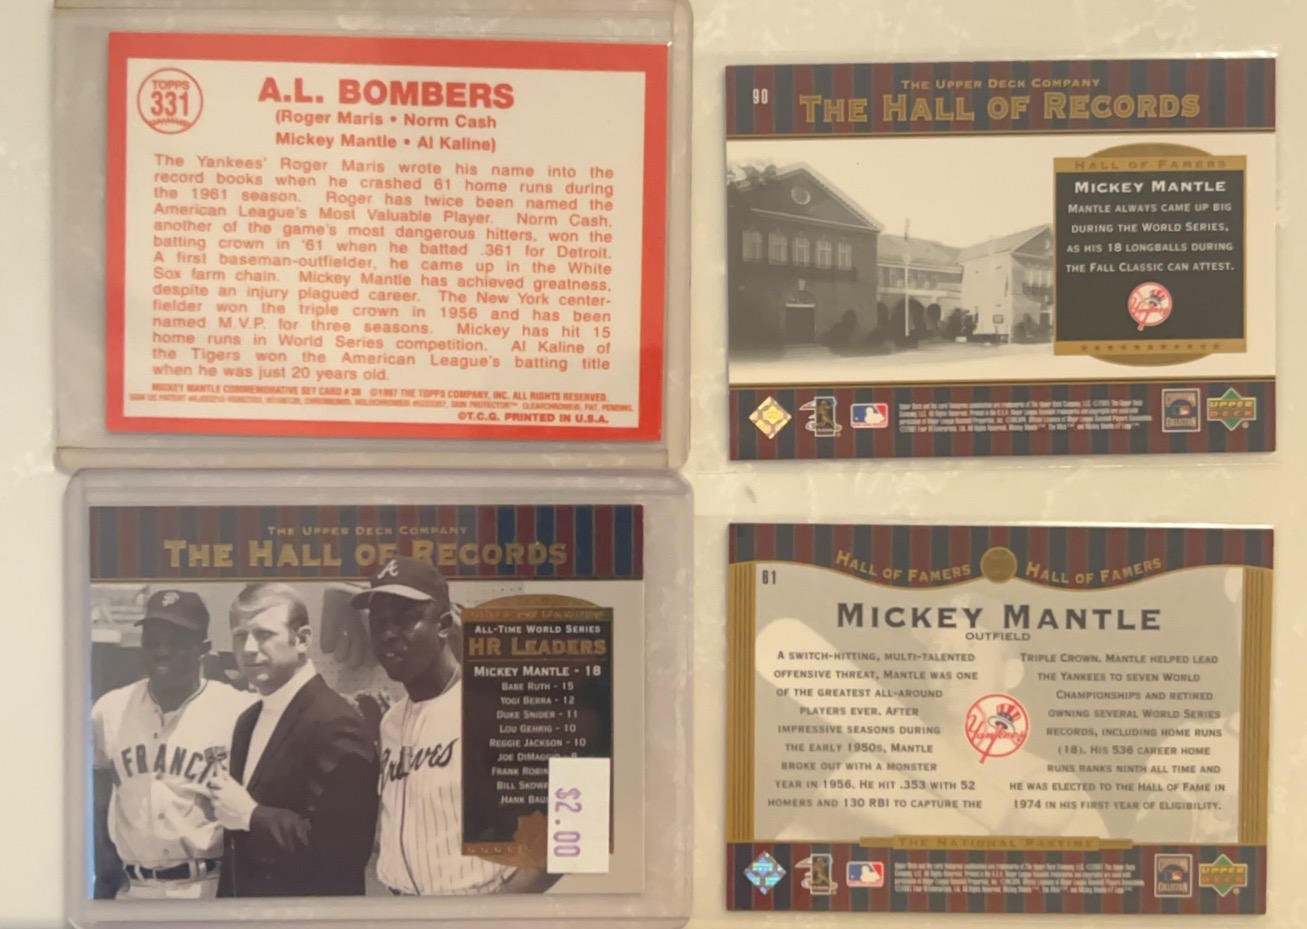 TOPPS
331
A.L. BOMBERS
(Roger Maris • Norm Cash
Mickey Mantle • Al Kaline)
The Yankees' Roger Maris wrote his name into the
record books when he crashed 61 home runs during
the 1961 season. Roger has twice been named the
American League's Most Valuable Player. Norm Cash,
another of the game's most dangerous hitters, won the
batting crown in '61 when he batted .361 for Detroit.
A first baseman-outfielder, he came up in the White
Sox farm chain. Mickey Mantle has achieved greatness,
despite an injury plagued career. The New York center-
fielder won the triple crown in 1956 and has been
named M.V.P. for three seasons. Mickey has hit 15
home runs in World Series competition. Al Kaline of
the Tigers won the American League's batting title
when he was just 20 years old.
MICKEY MANTLE COMMEMORATIVE SET CARD # 36 ©1997 THE TOPPS COMPANY, INC. ALL RIGHTS RESERVED.
©T.C.G. PRINTED IN U.S.A.
90
The Upper Deck Company
The Hall of Records
Hall of Famers
Mickey Mantle
Mantle always came up big
during the World Series,
as his 18 longballs during
the Fall Classic can attest.
Yankees
UPPER
DECK
The Upper Deck Company
The Hall of Records
All-Time World Series
HR Leaders
Mickey Mantle - 18
Babe Ruth - 15
Yogi Berra - 12
Duke Snider - 11
Lou Gehrig - 10
Reggie Jackson - 10
Joe DiMaggio
Frank
Bill
Hank
$2.00
A
SF
Braves
81
Hall of Famers Hall of Famers
Mickey Mantle
OUTFIELD
A switch-hitting, multi-talented
offensive threat, Mantle was one
of the greatest all-around
players ever. After
impressive seasons during
the early 1950s, Mantle
broke out with a monster
year in 1956. He hit .353 with 52
homers and 130 RBI to capture the
Triple Crown. Mantle helped lead
the Yankees to seven World
Championships and retired
owning several World Series
records, including home runs
(18). His 536 career home
runs ranks ninth all time and
he was elected to the Hall of Fame in
1974 in his first year of eligibility.
Yankees
The National Pastime
UPPER
DECK